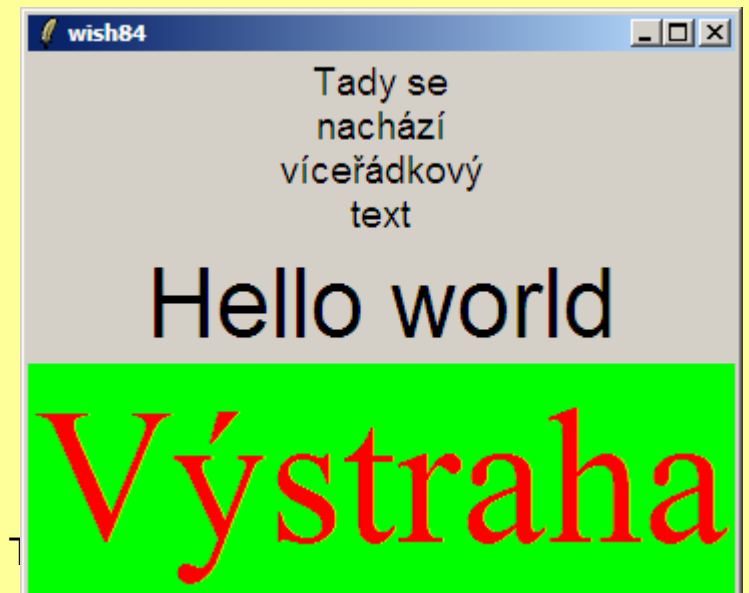 wish84
Tady se
nachází
víceřádkový
text
Hello world
Výstraha